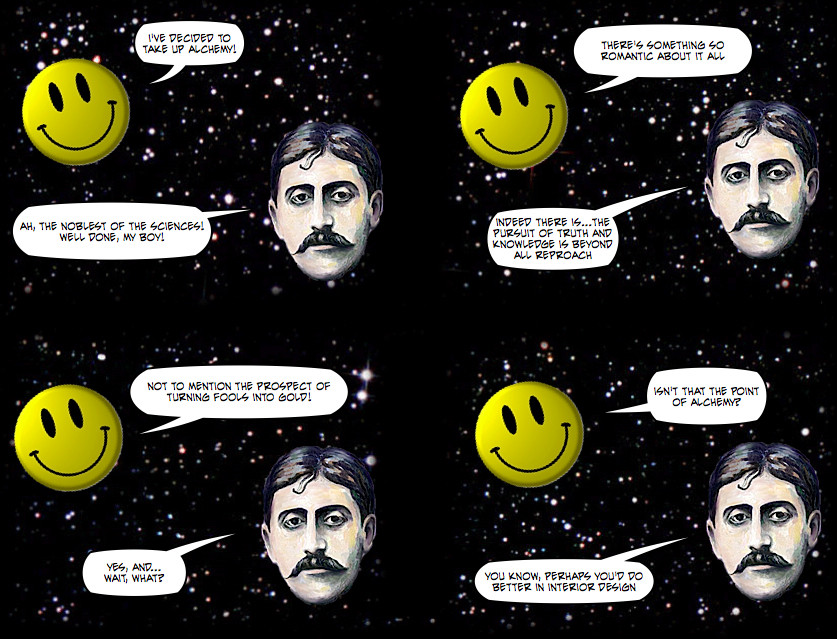 I'VE DECIDED TO
TAKE UP ALCHEMY!
AH, THE NOBLEST OF THE SCIENCES!
WELL DONE, MY BOY!
THERE'S SOMETHING SO
ROMANTIC ABOUT IT ALL
INDEED THERE IS...THE
PURSUIT OF TRUTH AND
KNOWLEDGE IS BEYOND
ALL REPROACH
NOT TO MENTION THE PROSPECT OF
TURNING FOOLS INTO GOLD!
YES, AND...
WAIT, WHAT?
ISN'T THAT THE POINT
OF ALCHEMY?
YOU KNOW, PERHAPS YOU'D DO
BETTER IN INTERIOR DESIGN